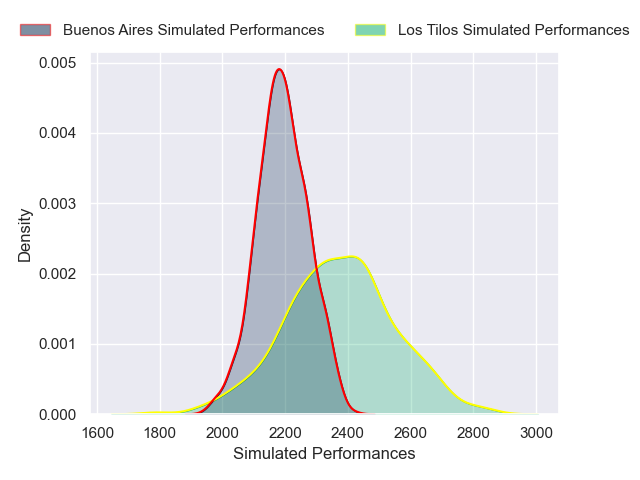 Buenos Aires Simulated Performances Los Tilos Simulated Performances
0.005
0.004
0.003
0.002
0.001
0.000
Density
1600 1800 2000 2200 2400 2600 2800 3000
Simulated Performances